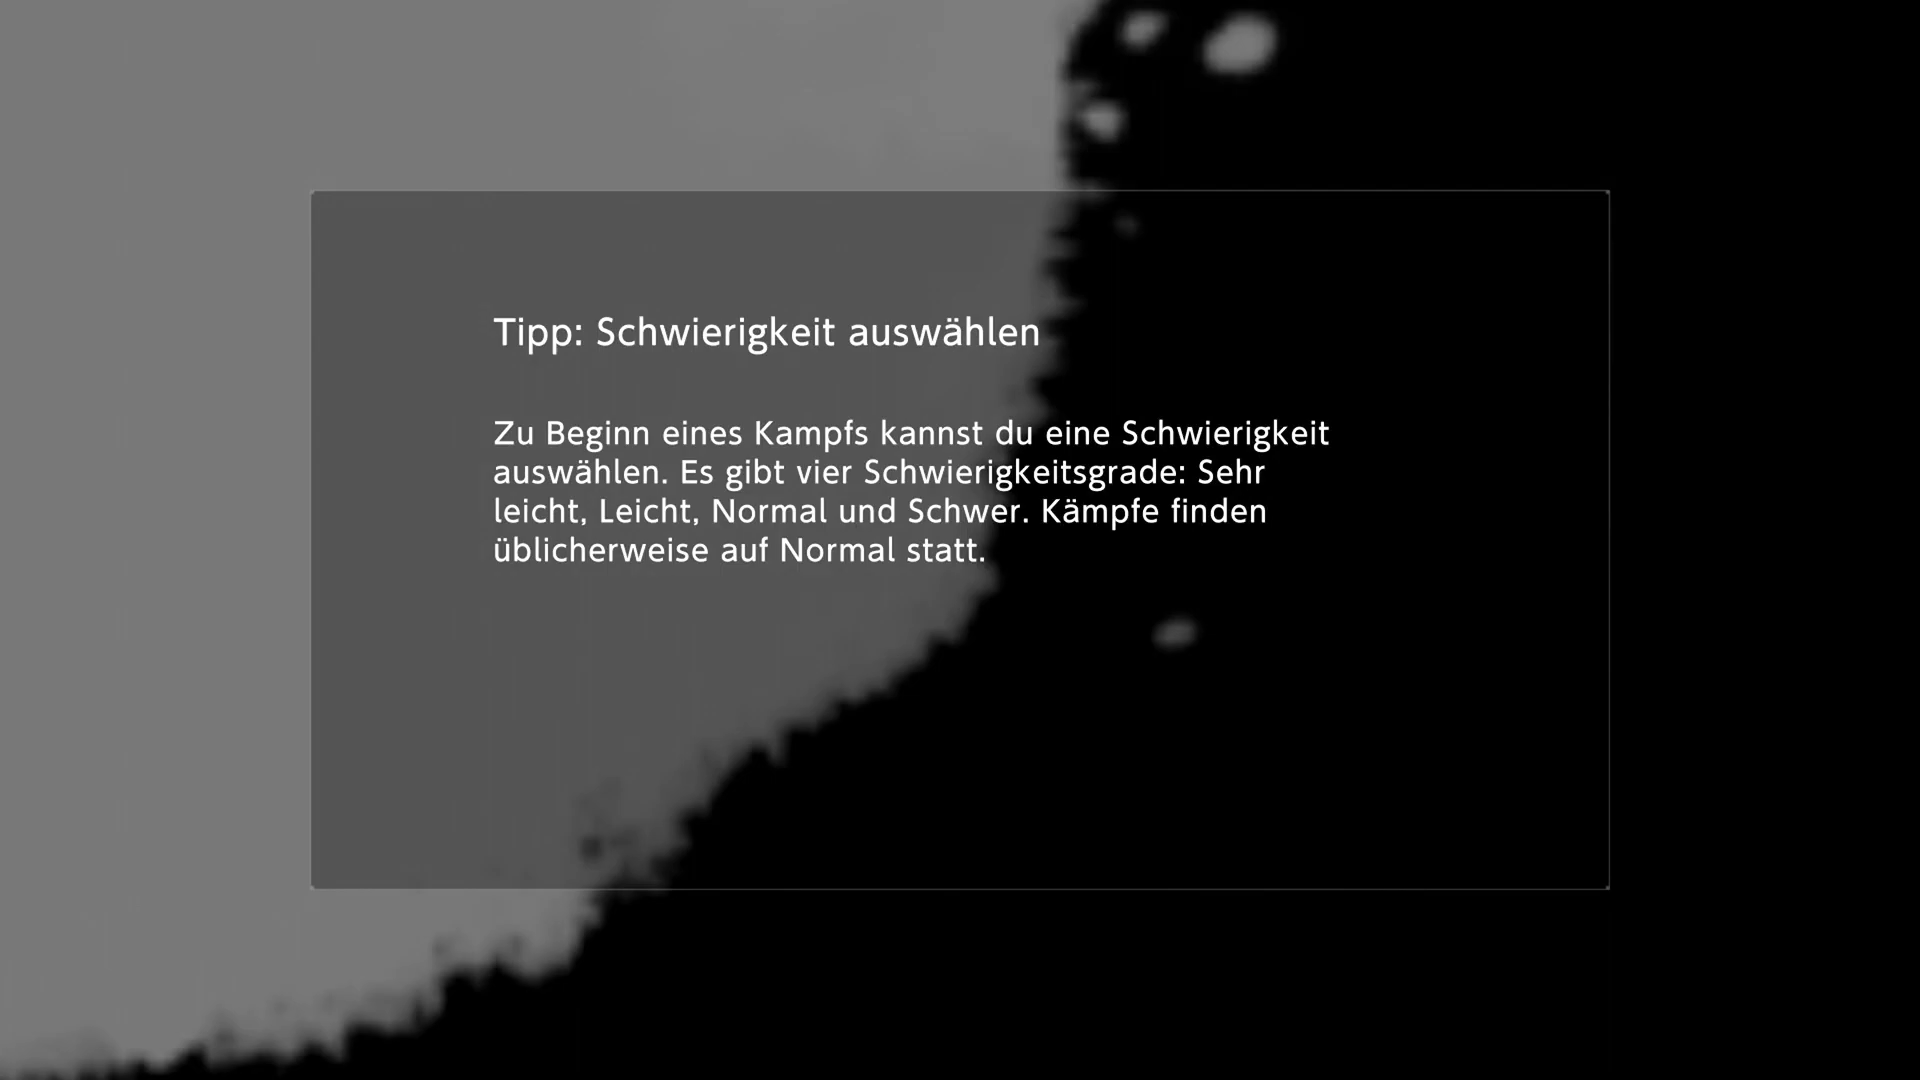 Tipp: Schwierigkeit auswählen
Zu Beginn eines Kampfs kannst du eine Schwierigkeit
auswählen. Es gibt vier Schwierigkeitsgrade: Sehr
leicht, Leicht, Normal und Schwer. Kämpfe finden
üblicherweise auf Normal statt.